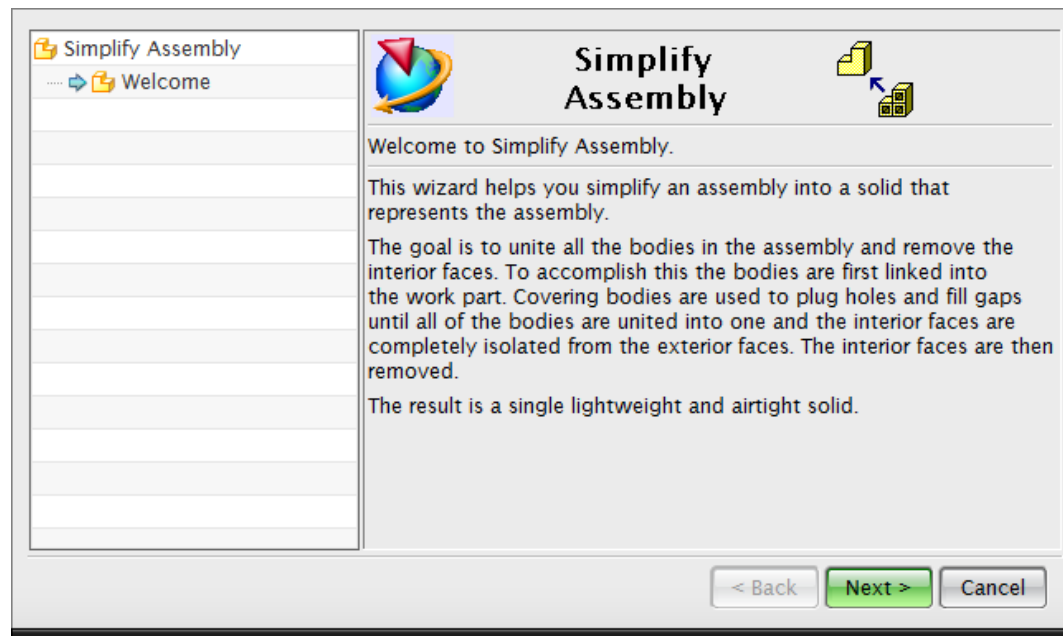 Simplify Assembly
Welcome
Simplify
Assembly
Welcome to Simplify Assembly.
This wizard helps you simplify an assembly into a solid that
represents the assembly.
The goal is to unite all the bodies in the assembly and remove the
interior faces. To accomplish this the bodies are first linked into
the work part. Covering bodies are used to plug holes and fill gaps
until all of the bodies are united into one and the interior faces are
completely isolated from the exterior faces. The interior faces are then
removed.
The result is a single lightweight and airtight solid.
< Back
Next >
Cancel